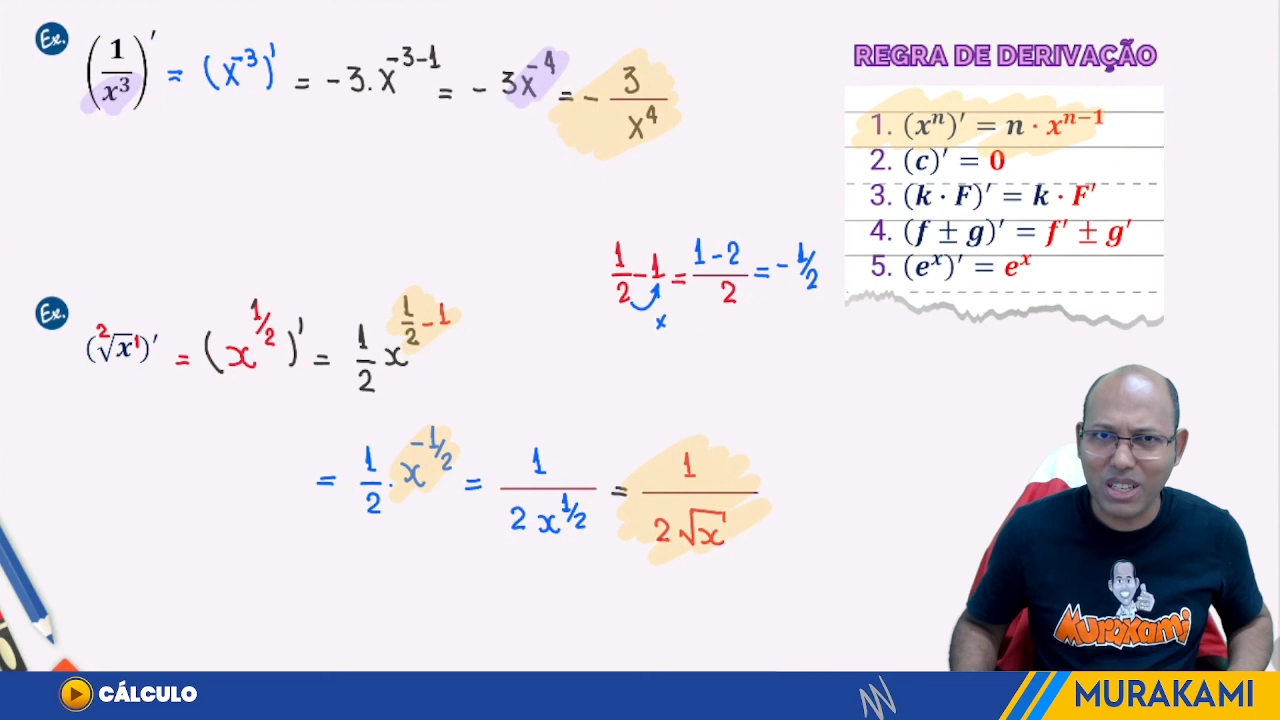 Ex.
(1/x³)' = (x⁻³)' = -3.x⁻³⁻¹ = -3x⁻⁴ = -3/x⁴
REGRA DE DERIVAÇÃO
1. (xⁿ)' = n · xⁿ⁻¹
2. (c)' = 0
3. (k · F)' = k · F'
4. (f ± g)' = f' ± g'
5. (eˣ)' = eˣ
1/2 - 1 = (1-2)/2 = -1/2
x
Ex.
(²√x¹)' = (x^1/2)' = 1/2 x^(1/2 - 1)
= 1/2 . x^-1/2 = 1/(2x^1/2) = 1/(2√x)
Murakami
CÁLCULO
MURAKAMI